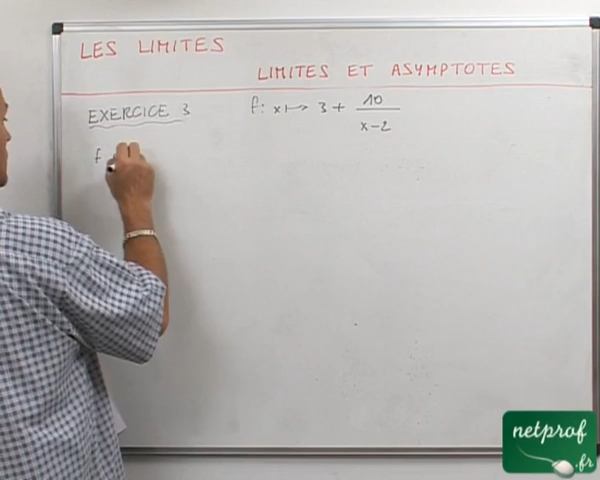 LES LIMITES
LIMITES ET ASYMPTOTES
EXERCICE 3 f: x ↦ 3 + 10/(x-2)
f
netprof
.fr